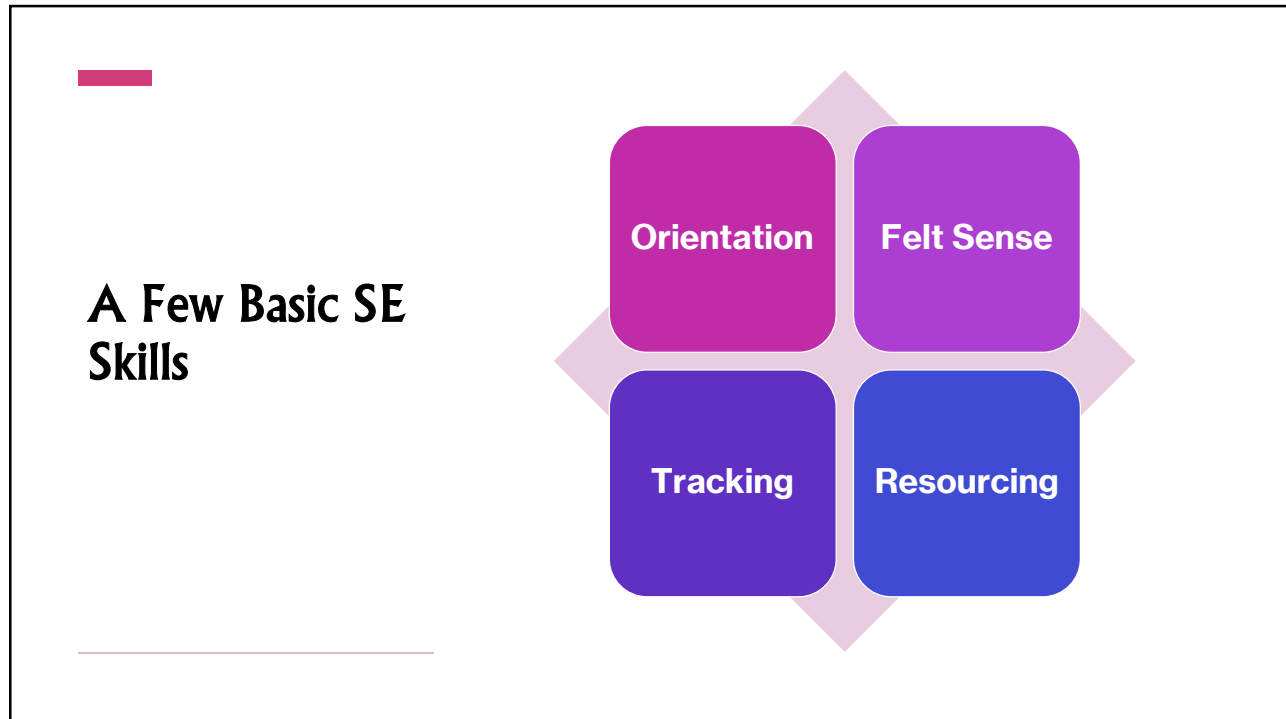 A Few Basic SE
Skills
Orientation
Felt Sense
Tracking
Resourcing